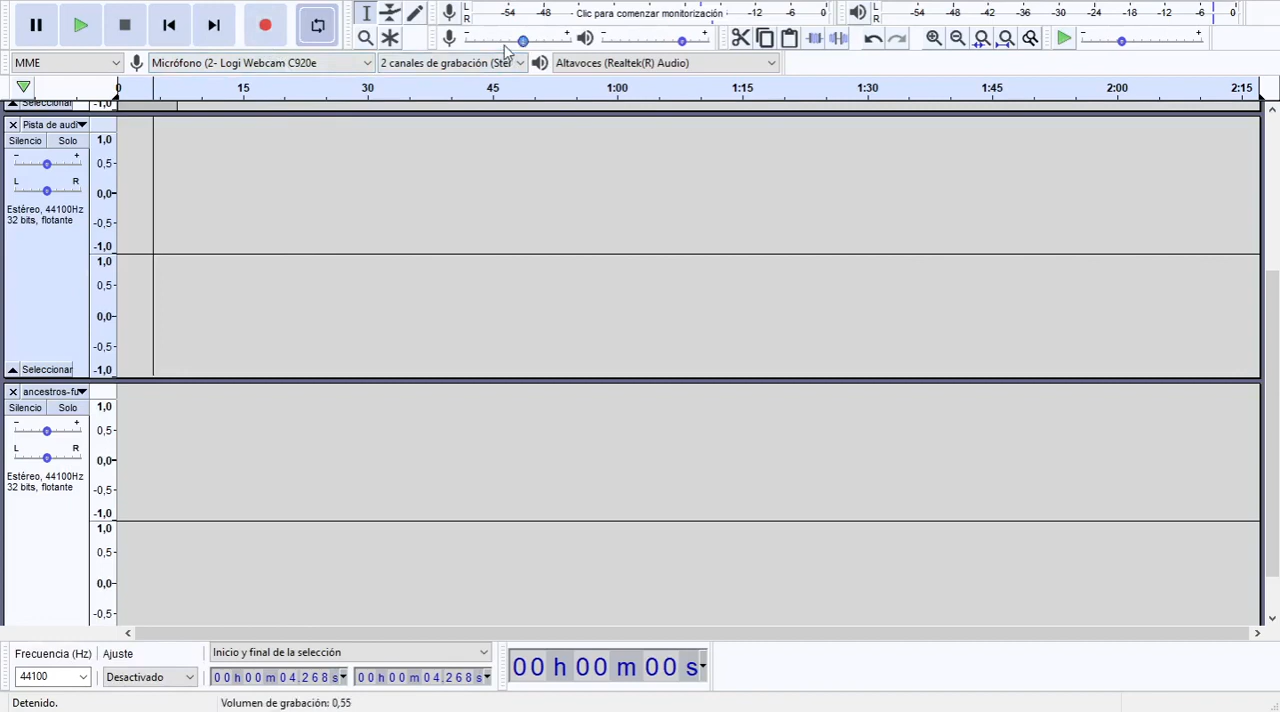 L
R
-54 -48 Clic para comenzar monitorización -12 -6 0
L
R
-54 -48 -42 -36 -30 -24 -18 -12 -6 0
- +
- +
- +
MME
Micrófono (2- Logi Webcam C920e
2 canales de grabación (Ster
Altavoces (Realtek(R) Audio)
0 15 30 45 1:00 1:15 1:30 1:45 2:00 2:15
Seleccionar
-1,0
Pista de audi
Silencio Solo
- +
L R
Estéreo, 44100Hz
32 bits, flotante
Seleccionar
1,0
0,5-
0,0-
-0,5-
-1,0
1,0
0,5-
0,0-
-0,5-
-1,0
ancestros-fu
Silencio Solo
- +
L R
Estéreo, 44100Hz
32 bits, flotante
1,0
0,5-
0,0-
-0,5-
-1,0
1,0
0,5-
0,0-
-0,5
Frecuencia (Hz) Ajuste
Inicio y final de la selección
44100 Desactivado
00 h 00 m 04.268 s
00 h 00 m 04.268 s
00 h 00 m 00 s
Detenido.
Volumen de grabación: 0,55